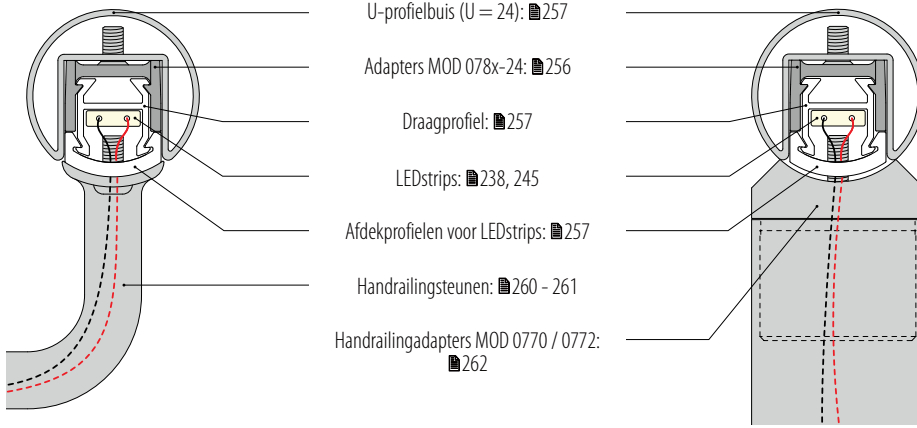 U-profielbuis (U = 24): 257
Adapters MOD 078x-24: 256
Draagprofiel: 257
LEDstrips: 238, 245
Afdekprofielen voor LEDstrips: 257
Handrailingsteunen: 260 - 261
Handrailingadapters MOD 0770 / 0772:
262